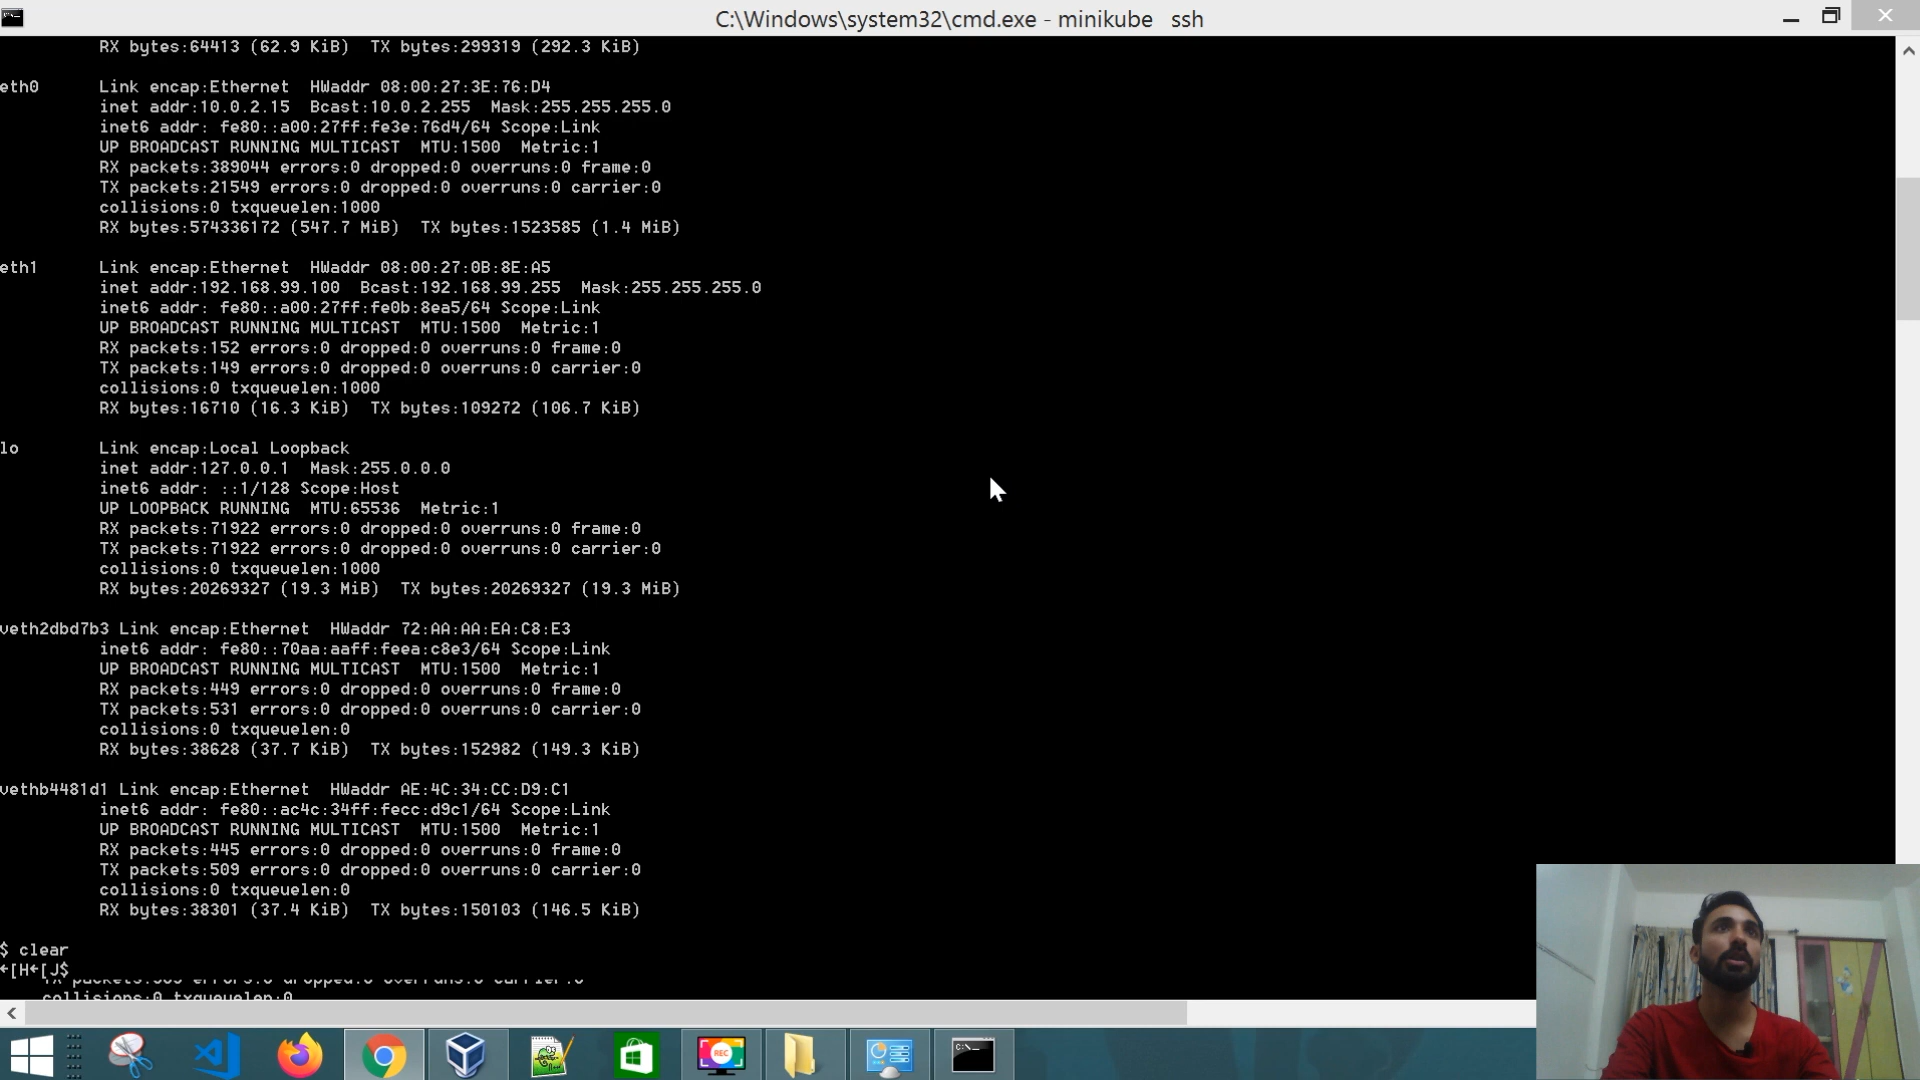 C:\Windows\system32\cmd.exe - minikube  ssh
RX bytes:64413 (62.9 KiB)  TX bytes:299319 (292.3 KiB)
eth0      Link encap:Ethernet  HWaddr 08:00:27:3E:76:D4
inet addr:10.0.2.15  Bcast:10.0.2.255  Mask:255.255.255.0
inet6 addr: fe80::a00:27ff:fe3e:76d4/64 Scope:Link
UP BROADCAST RUNNING MULTICAST  MTU:1500  Metric:1
RX packets:389044 errors:0 dropped:0 overruns:0 frame:0
TX packets:21549 errors:0 dropped:0 overruns:0 carrier:0
collisions:0 txqueuelen:1000
RX bytes:574336172 (547.7 MiB)  TX bytes:1523585 (1.4 MiB)
eth1      Link encap:Ethernet  HWaddr 08:00:27:0B:8E:A5
inet addr:192.168.99.100  Bcast:192.168.99.255  Mask:255.255.255.0
inet6 addr: fe80::a00:27ff:fe0b:8ea5/64 Scope:Link
UP BROADCAST RUNNING MULTICAST  MTU:1500  Metric:1
RX packets:152 errors:0 dropped:0 overruns:0 frame:0
TX packets:149 errors:0 dropped:0 overruns:0 carrier:0
collisions:0 txqueuelen:1000
RX bytes:16710 (16.3 KiB)  TX bytes:109272 (106.7 KiB)
lo        Link encap:Local Loopback
inet addr:127.0.0.1  Mask:255.0.0.0
inet6 addr: ::1/128 Scope:Host
UP LOOPBACK RUNNING  MTU:65536  Metric:1
RX packets:71922 errors:0 dropped:0 overruns:0 frame:0
TX packets:71922 errors:0 dropped:0 overruns:0 carrier:0
collisions:0 txqueuelen:1000
RX bytes:20269327 (19.3 MiB)  TX bytes:20269327 (19.3 MiB)
veth2dbd7b3 Link encap:Ethernet  HWaddr 72:AA:AA:EA:C8:E3
inet6 addr: fe80::70aa:aaff:feea:c8e3/64 Scope:Link
UP BROADCAST RUNNING MULTICAST  MTU:1500  Metric:1
RX packets:449 errors:0 dropped:0 overruns:0 frame:0
TX packets:531 errors:0 dropped:0 overruns:0 carrier:0
collisions:0 txqueuelen:0
RX bytes:38628 (37.7 KiB)  TX bytes:152982 (149.3 KiB)
vethb4481d1 Link encap:Ethernet  HWaddr AE:4C:34:CC:D9:C1
inet6 addr: fe80::ac4c:34ff:fecc:d9c1/64 Scope:Link
UP BROADCAST RUNNING MULTICAST  MTU:1500  Metric:1
RX packets:445 errors:0 dropped:0 overruns:0 frame:0
TX packets:509 errors:0 dropped:0 overruns:0 carrier:0
collisions:0 txqueuelen:0
RX bytes:38301 (37.4 KiB)  TX bytes:150103 (146.5 KiB)
$ clear
←[H←[J$
collisions:0 txqueuelen:0
REC